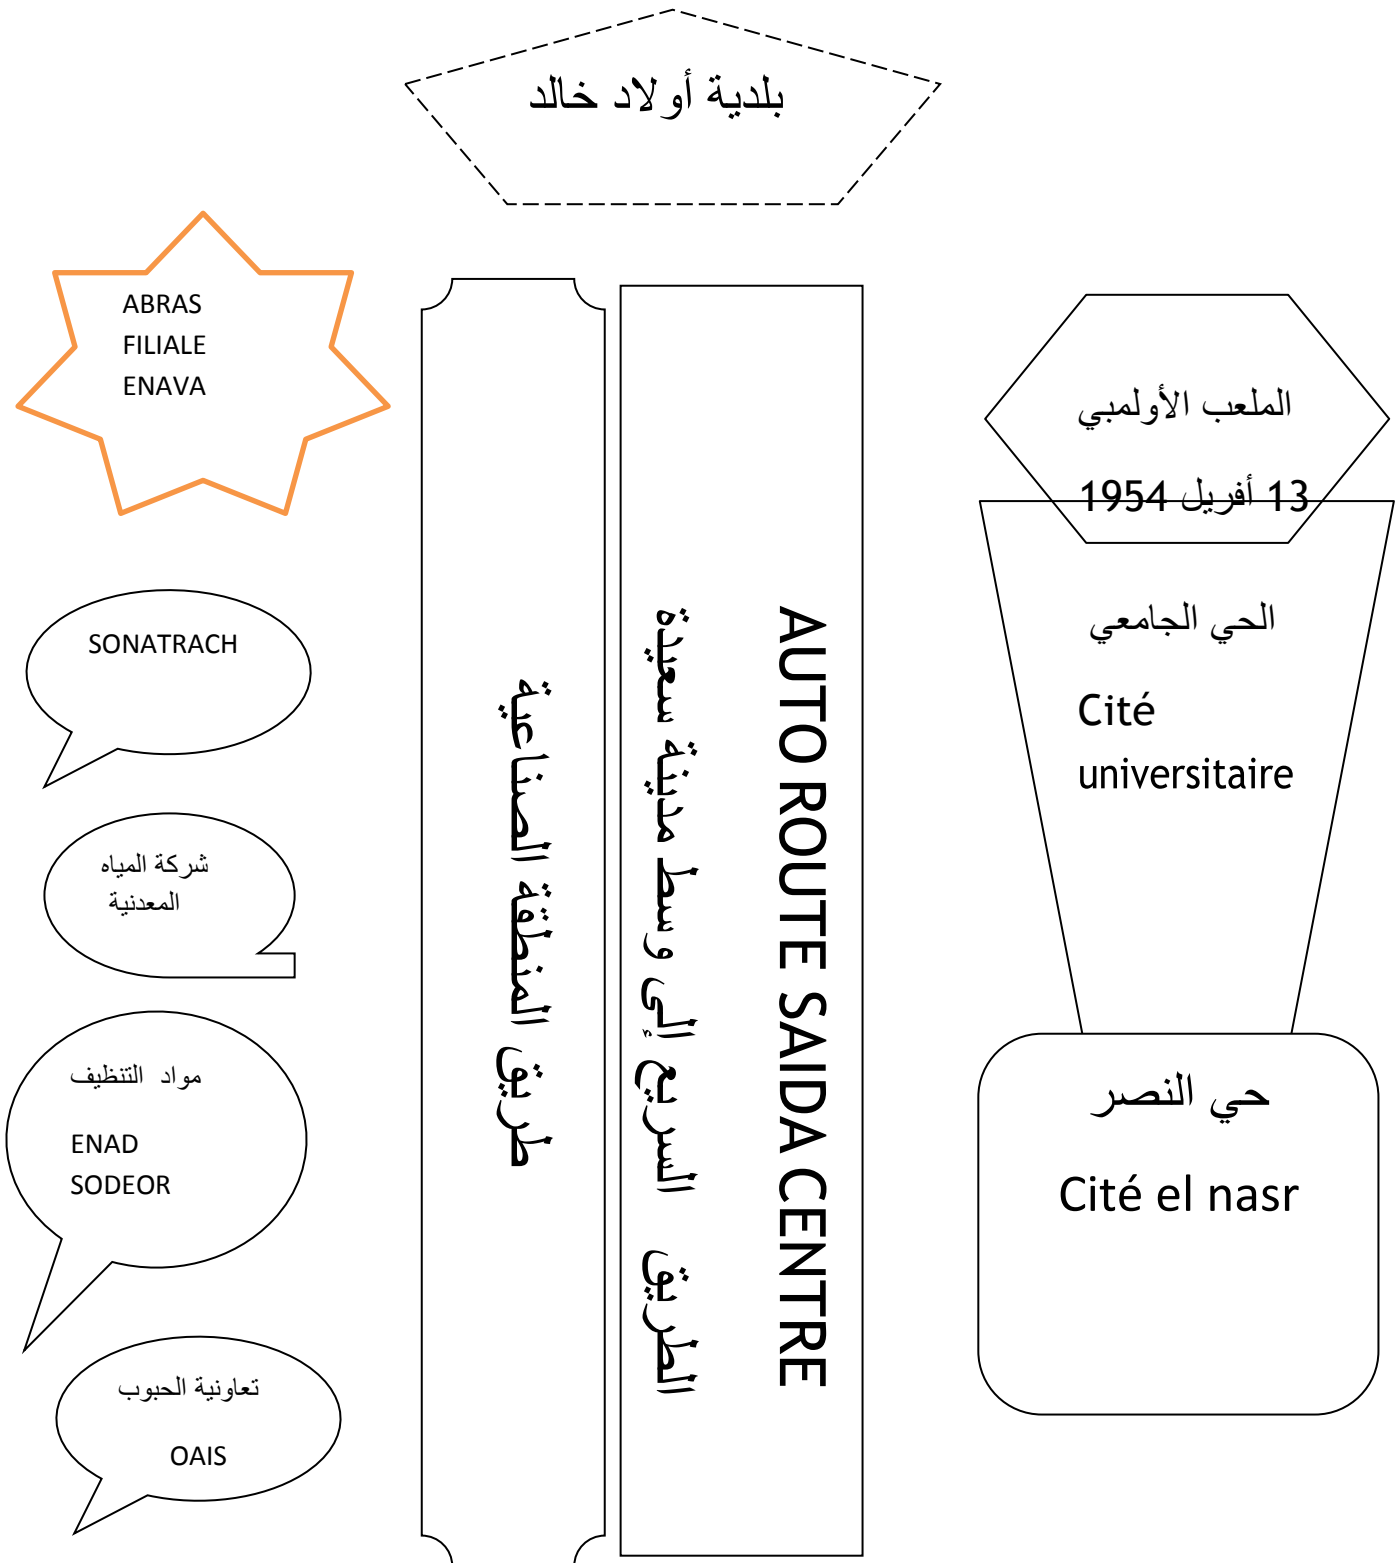 بلدية أولاد خالد
ABRAS
FILIALE
ENAVA
SONATRACH
شركة المياه
المعدنية
مواد التنظيف
ENAD
SODEOR
تعاونية الحبوب
OAIS
طريق المنطقة الصناعية
الطريق السريع إلى وسط مدينة سعيدة
AUTO ROUTE SAIDA CENTRE
الملعب الأولمبي
13 أفريل 1954
الحي الجامعي
Cité
universitaire
حي النصر
Cité el nasr